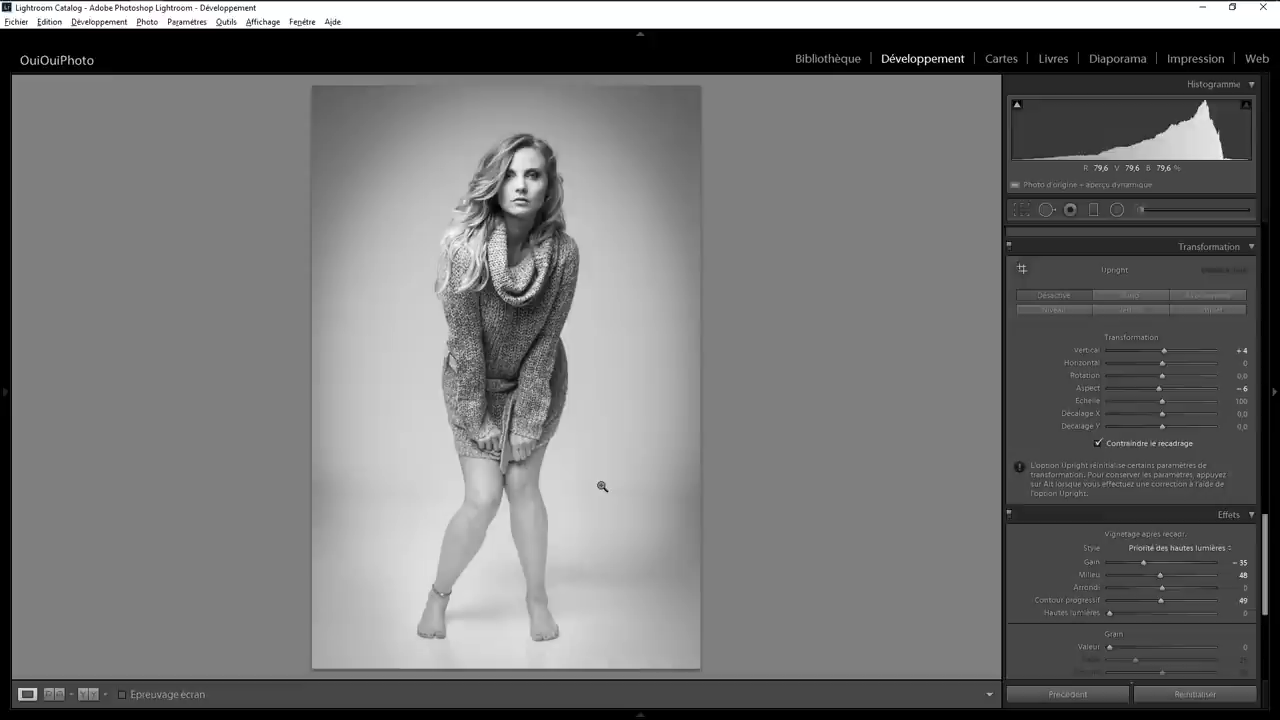 Lightroom Catalog - Adobe Photoshop Lightroom - Développement
Fichier Edition Développement Photo Paramètres Outils Affichage Fenêtre Aide
OuiOuiPhoto
Bibliothèque Développement Cartes Livres Diaporama Impression Web
Histogramme
R 79,6 V 79,6 B 79,6 %
Photo d'origine + aperçu dynamique
Transformation
Upright
Désactivé
Transformation
Vertical +4
Horizontal 0
Rotation 0,0
Aspect -6
Echelle 100
Décalage X 0,0
Décalage Y 0,0
Contraindre le recadrage
L'option Upright réinitialise certains paramètres de
transformation. Pour conserver les paramètres, appuyez
sur Alt lorsque vous effectuez une correction à l'aide de
l'option Upright.
Effets
Vignetage après recadr.
Style Priorité des hautes lumières
Gain -35
Milieu 48
Arrondi 0
Contour progressif 49
Hautes lumières 0
Grain
Valeur 0
Epreuvage écran
Précédent Réinitialiser